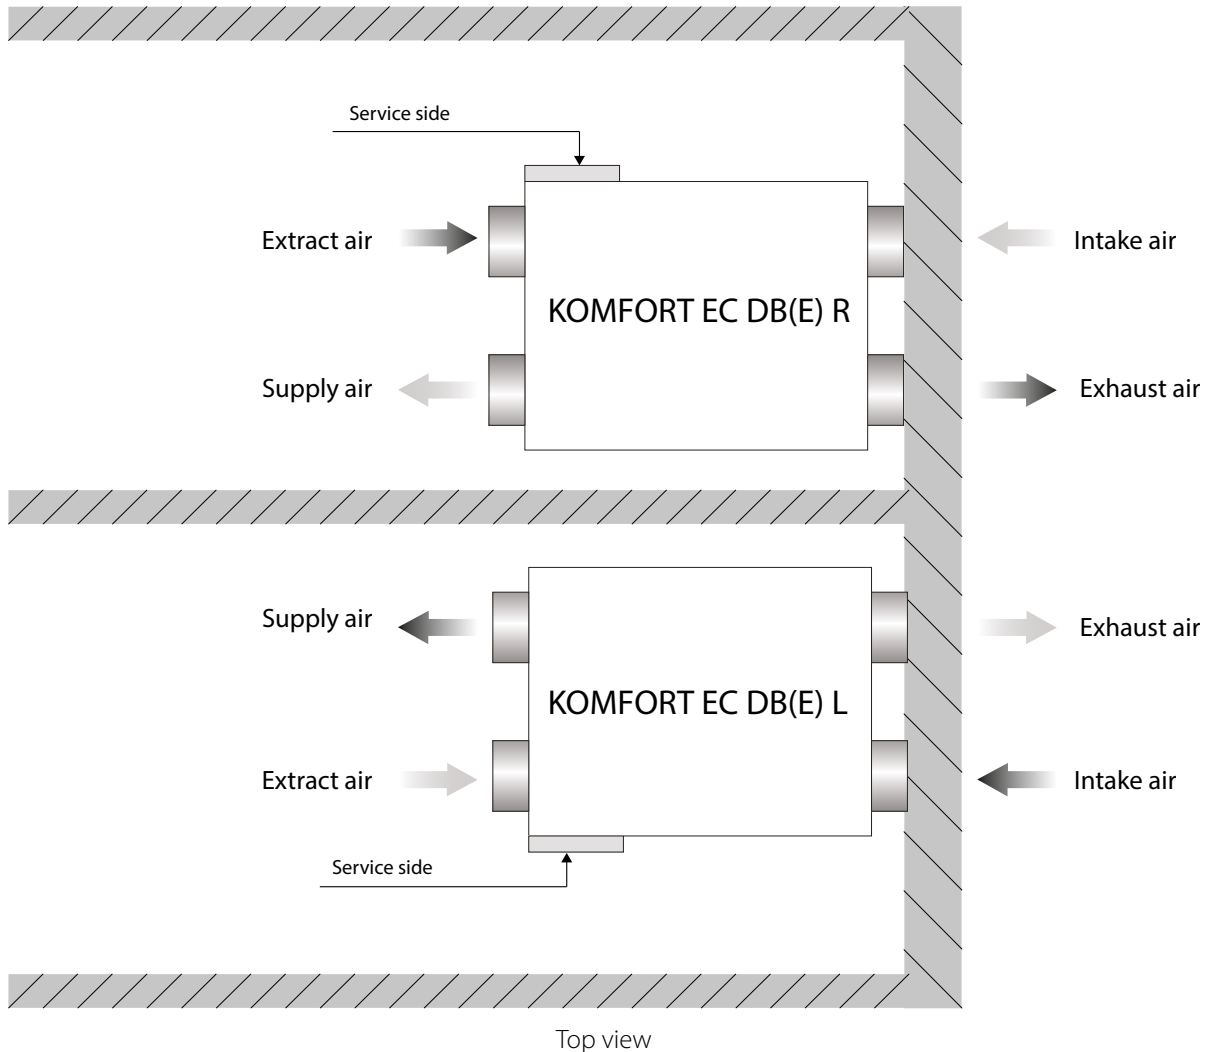 Service side
Extract air
Intake air
KOMFORT EC DB(E) R
Supply air
Exhaust air
Supply air
Exhaust air
KOMFORT EC DB(E) L
Extract air
Intake air
Service side
Top view